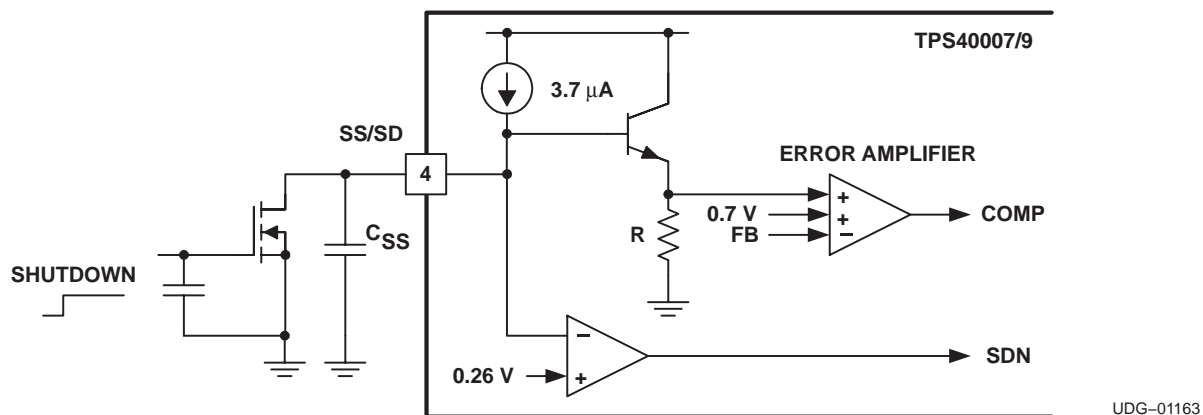 TPS40007/9
3.7 μA
SS/SD
4
ERROR AMPLIFIER
+
0.7 V
+
COMP
FB
−
R
CSS
SHUTDOWN
−
SDN
0.26 V
+
UDG–01163